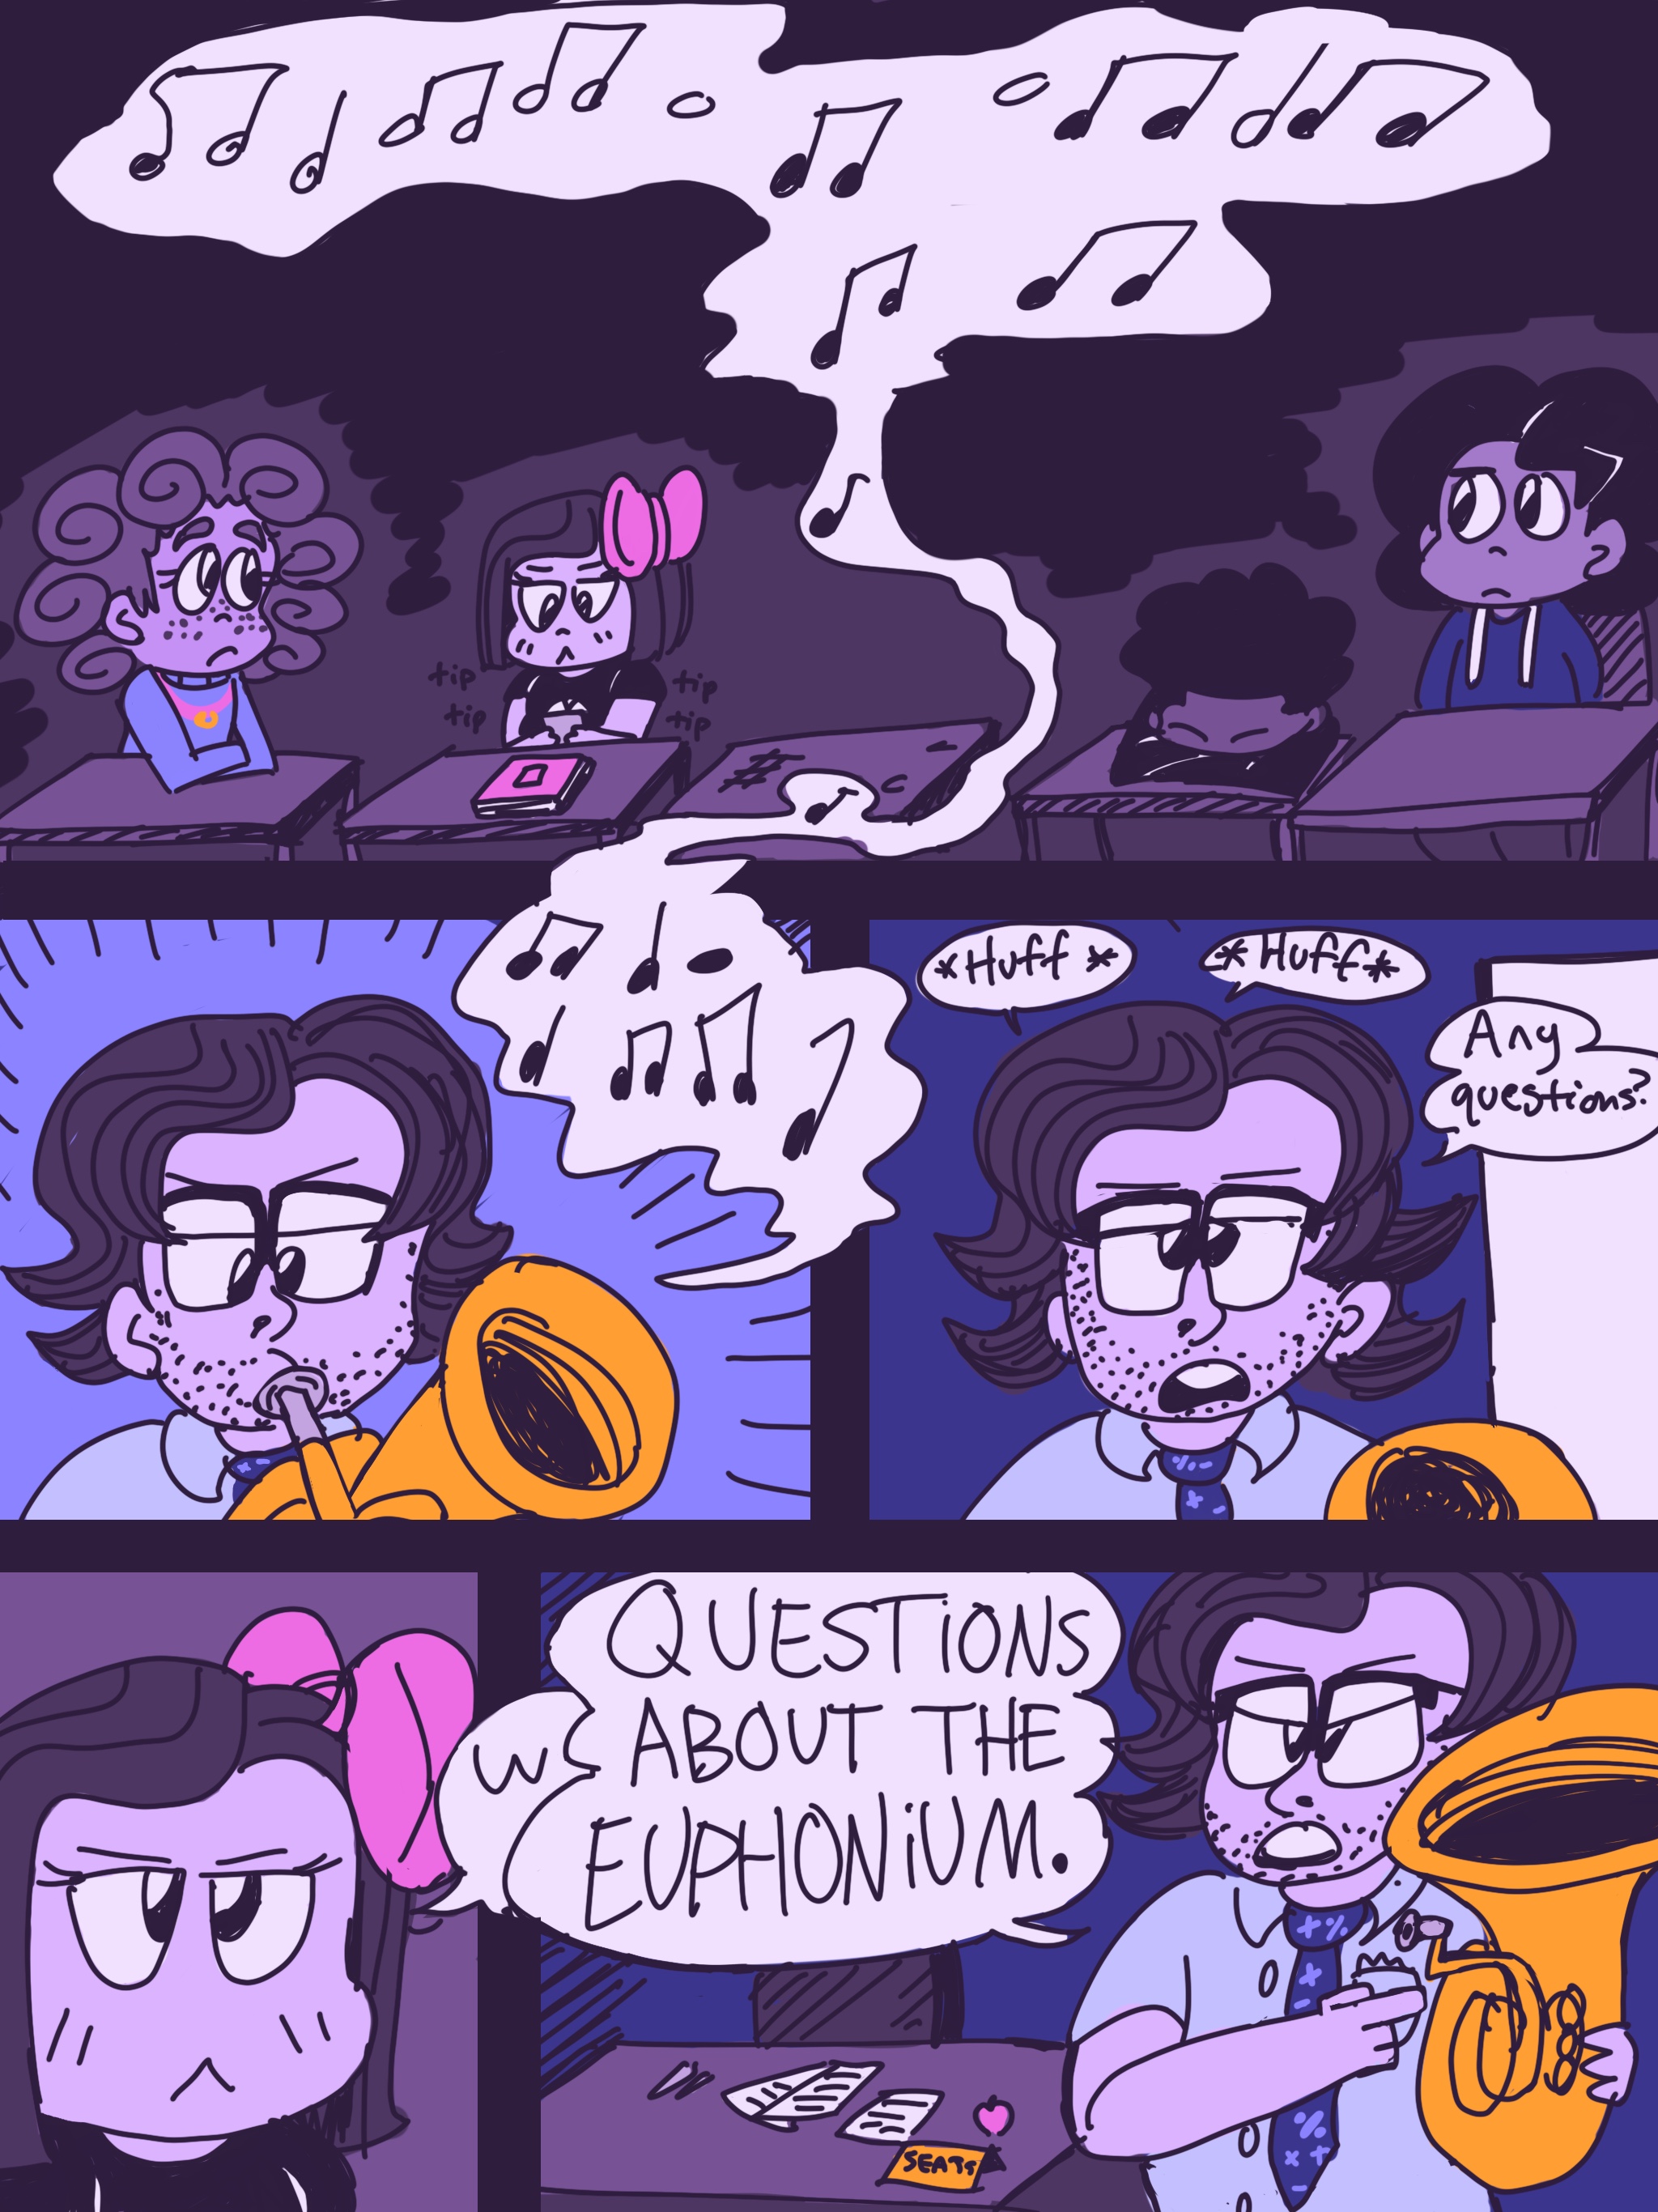 tip
tip
tip
tip
*Huff*
*Huff*
Any
questions?
W
QUESTIONS
ABOUT THE
EUPHONIUM.
SEATS